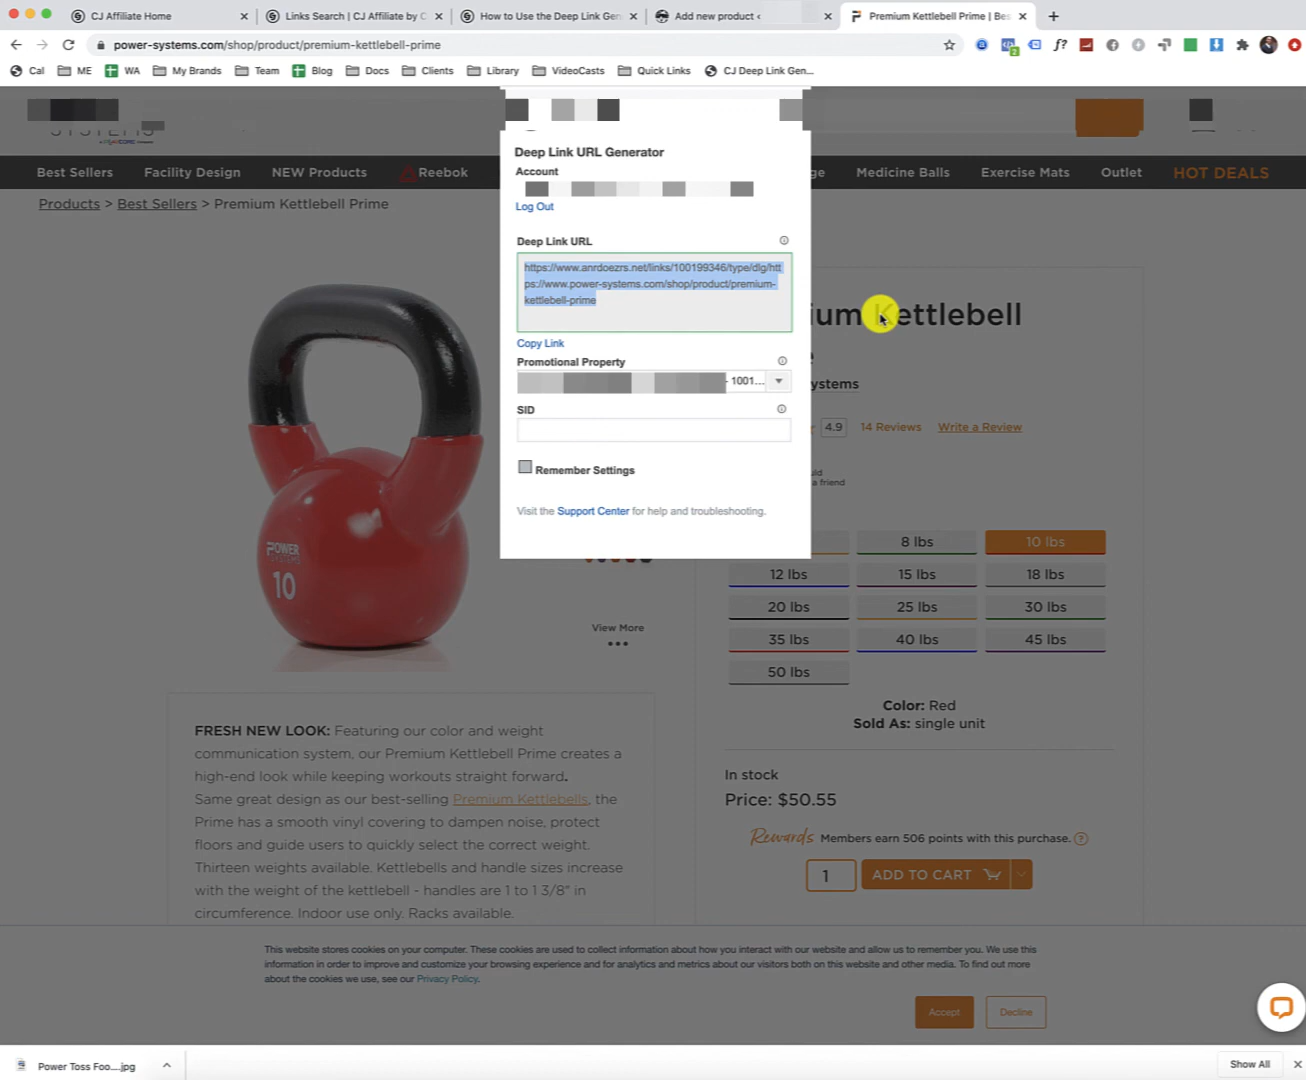 CJ Affiliate Home
Links Search | CJ Affiliate by C
How to Use the Deep Link Gen
Add new product ‹
Premium Kettlebell Prime | Bes
power-systems.com/shop/product/premium-kettlebell-prime
Cal ME WA My Brands Team Blog Docs Clients Library VideoCasts Quick Links CJ Deep Link Gen...
Best Sellers Facility Design NEW Products Reebok ge Medicine Balls Exercise Mats Outlet HOT DEALS
Products > Best Sellers > Premium Kettlebell Prime
Deep Link URL Generator
Account
Log Out
Deep Link URL
https://www.anrdoezrs.net/links/100199346/type/dlg/htt
ps://www.power-systems.com/shop/product/premium-
kettlebell-prime
Copy Link
Promotional Property
- 1001...
SID
Remember Settings
Visit the Support Center for help and troubleshooting.
ium Kettlebell
ystems
4.9 14 Reviews Write a Review
uld
a friend
8 lbs 10 lbs
12 lbs 15 lbs 18 lbs
20 lbs 25 lbs 30 lbs
35 lbs 40 lbs 45 lbs
50 lbs
Color: Red
Sold As: single unit
In stock
Price: $50.55
Rewards Members earn 506 points with this purchase. ?
1 ADD TO CART
POWER
SYSTEMS
10
View More
FRESH NEW LOOK: Featuring our color and weight
communication system, our Premium Kettlebell Prime creates a
high-end look while keeping workouts straight forward.
Same great design as our best-selling Premium Kettlebells, the
Prime has a smooth vinyl covering to dampen noise, protect
floors and guide users to quickly select the correct weight.
Thirteen weights available. Kettlebells and handle sizes increase
with the weight of the kettlebell - handles are 1 to 1 3/8" in
circumference. Indoor use only. Racks available.
This website stores cookies on your computer. These cookies are used to collect information about how you interact with our website and allow us to remember you. We use this
information in order to improve and customize your browsing experience and for analytics and metrics about our visitors both on this website and other media. To find out more
about the cookies we use, see our Privacy Policy.
Accept Decline
Power Toss Foo....jpg
Show All